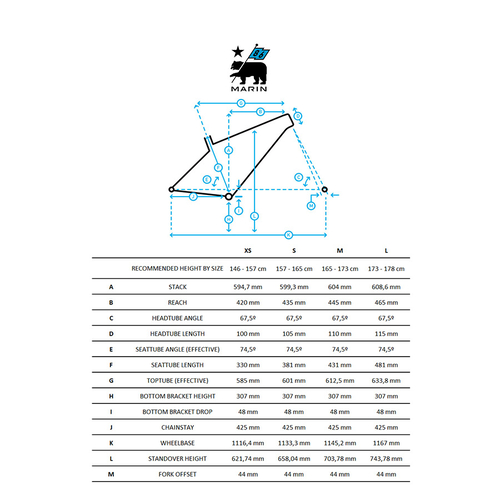 MARIN
G
B
D
A
F
E
C
I
L
J
M
H
K
XS S M L
RECOMMENDED HEIGHT BY SIZE 146 - 157 cm 157 - 165 cm 165 - 173 cm 173 - 178 cm
A STACK 594,7 mm 599,3 mm 604 mm 608,6 mm
B REACH 420 mm 435 mm 445 mm 465 mm
C HEADTUBE ANGLE 67,5º 67,5º 67,5º 67,5º
D HEADTUBE LENGTH 100 mm 105 mm 110 mm 115 mm
E SEATTUBE ANGLE (EFFECTIVE) 74,5º 74,5º 74,5º 74,5º
F SEATTUBE LENGTH 330 mm 381 mm 431 mm 481 mm
G TOPTUBE (EFFECTIVE) 585 mm 601 mm 612,5 mm 633,8 mm
H BOTTOM BRACKET HEIGHT 307 mm 307 mm 307 mm 307 mm
I BOTTOM BRACKET DROP 48 mm 48 mm 48 mm 48 mm
J CHAINSTAY 425 mm 425 mm 425 mm 425 mm
K WHEELBASE 1116,4 mm 1133,3 mm 1145,2 mm 1167 mm
L STANDOVER HEIGHT 621,74 mm 658,04 mm 703,78 mm 743,78 mm
M FORK OFFSET 44 mm 44 mm 44 mm 44 mm